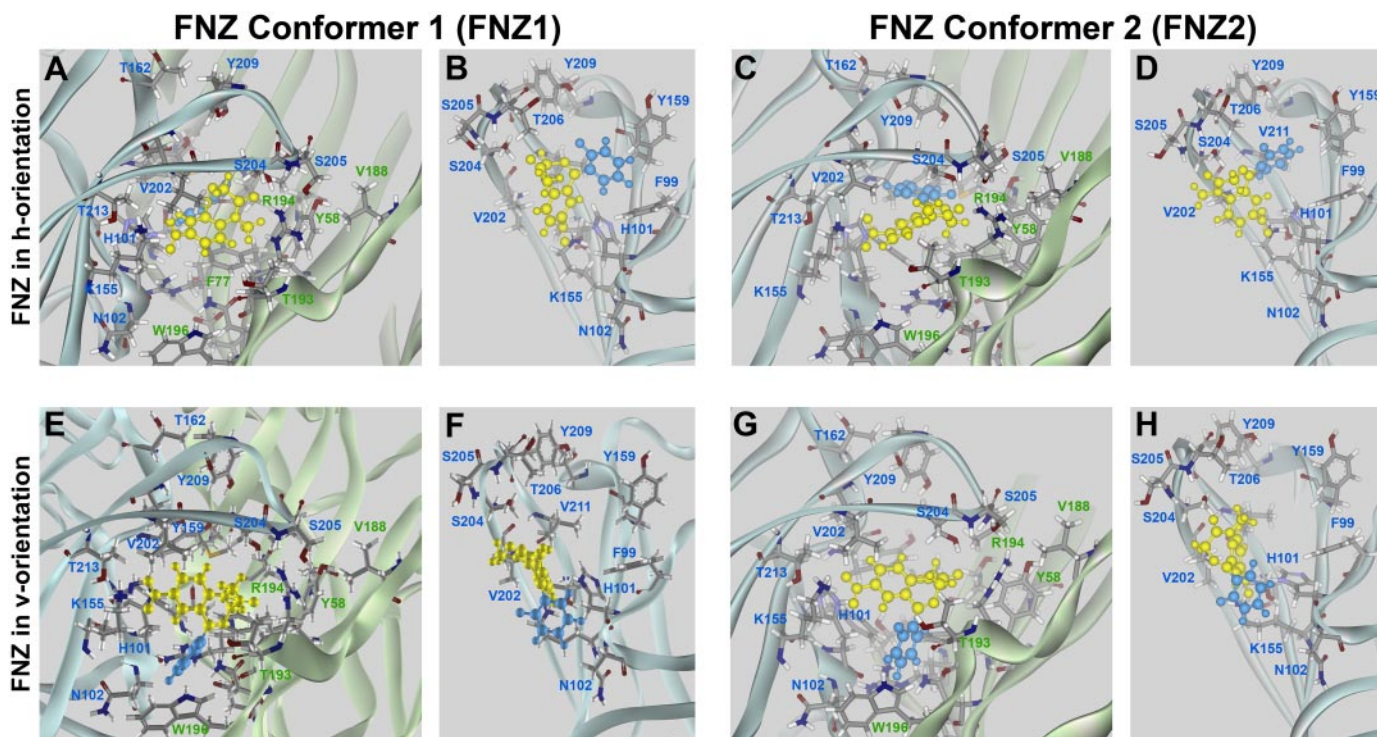 FNZ Conformer 1 (FNZ1)
FNZ Conformer 2 (FNZ2)
FNZ in h-orientation
A
T162
Y209
S204
S205
V188
V202
R194
T213
Y58
H101
F77
K155
T193
N102
W196
B
Y209
S205
T206
Y159
S204
F99
V202
H101
K155
N102
C
T162
Y209
S204
S205
V188
V202
R194
T213
Y58
K155
T193
W196
D
Y209
S205
T206
Y159
V211
S204
F99
V202
H101
K155
N102
FNZ in v-orientation
E
T162
Y209
Y159
S204
S205
V188
V202
T213
R194
K155
Y58
H101
T193
N102
W196
F
Y209
S205
Y159
T206
V211
S204
F99
H101
V202
N102
G
T162
Y209
S205
S204
V188
V202
R194
T213
Y58
K155
H101
T193
N102
W196
H
Y209
S205
Y159
T206
S204
F99
H101
V202
K155
N102